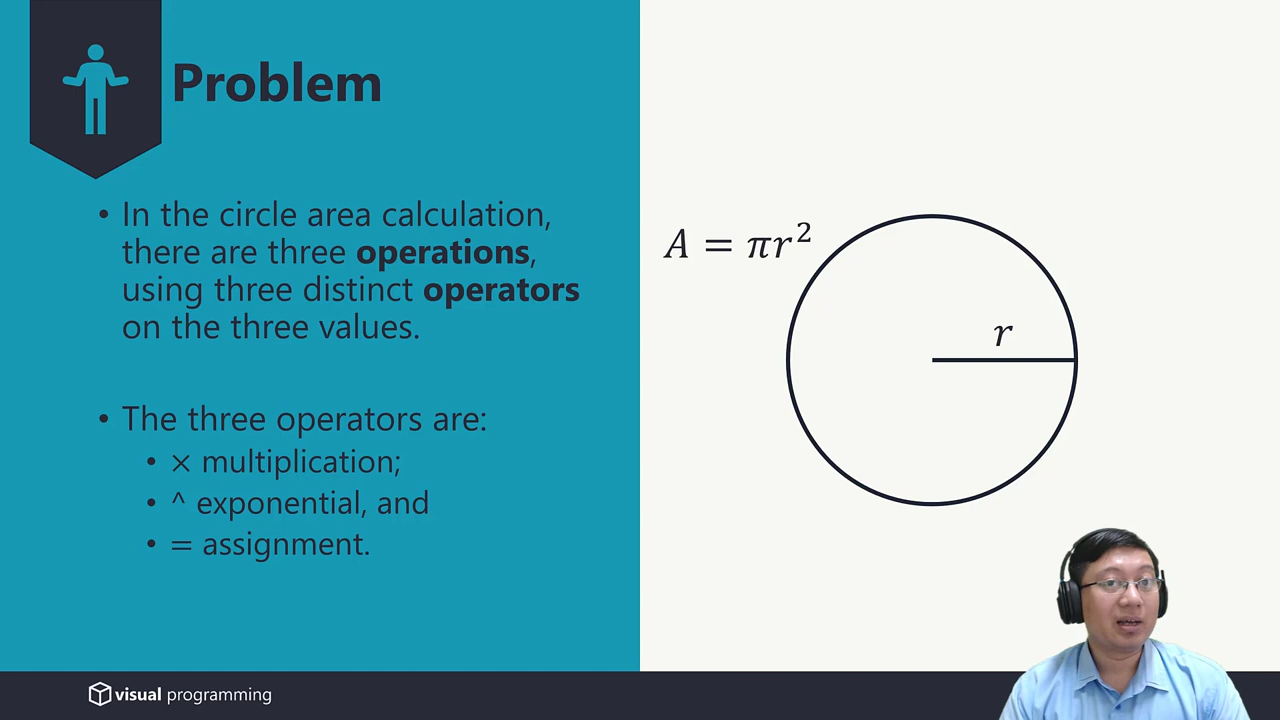 Problem
• In the circle area calculation,
there are three operations,
using three distinct operators
on the three values.
• The three operators are:
• × multiplication;
• ^ exponential, and
• = assignment.
A = πr²
r
visual programming